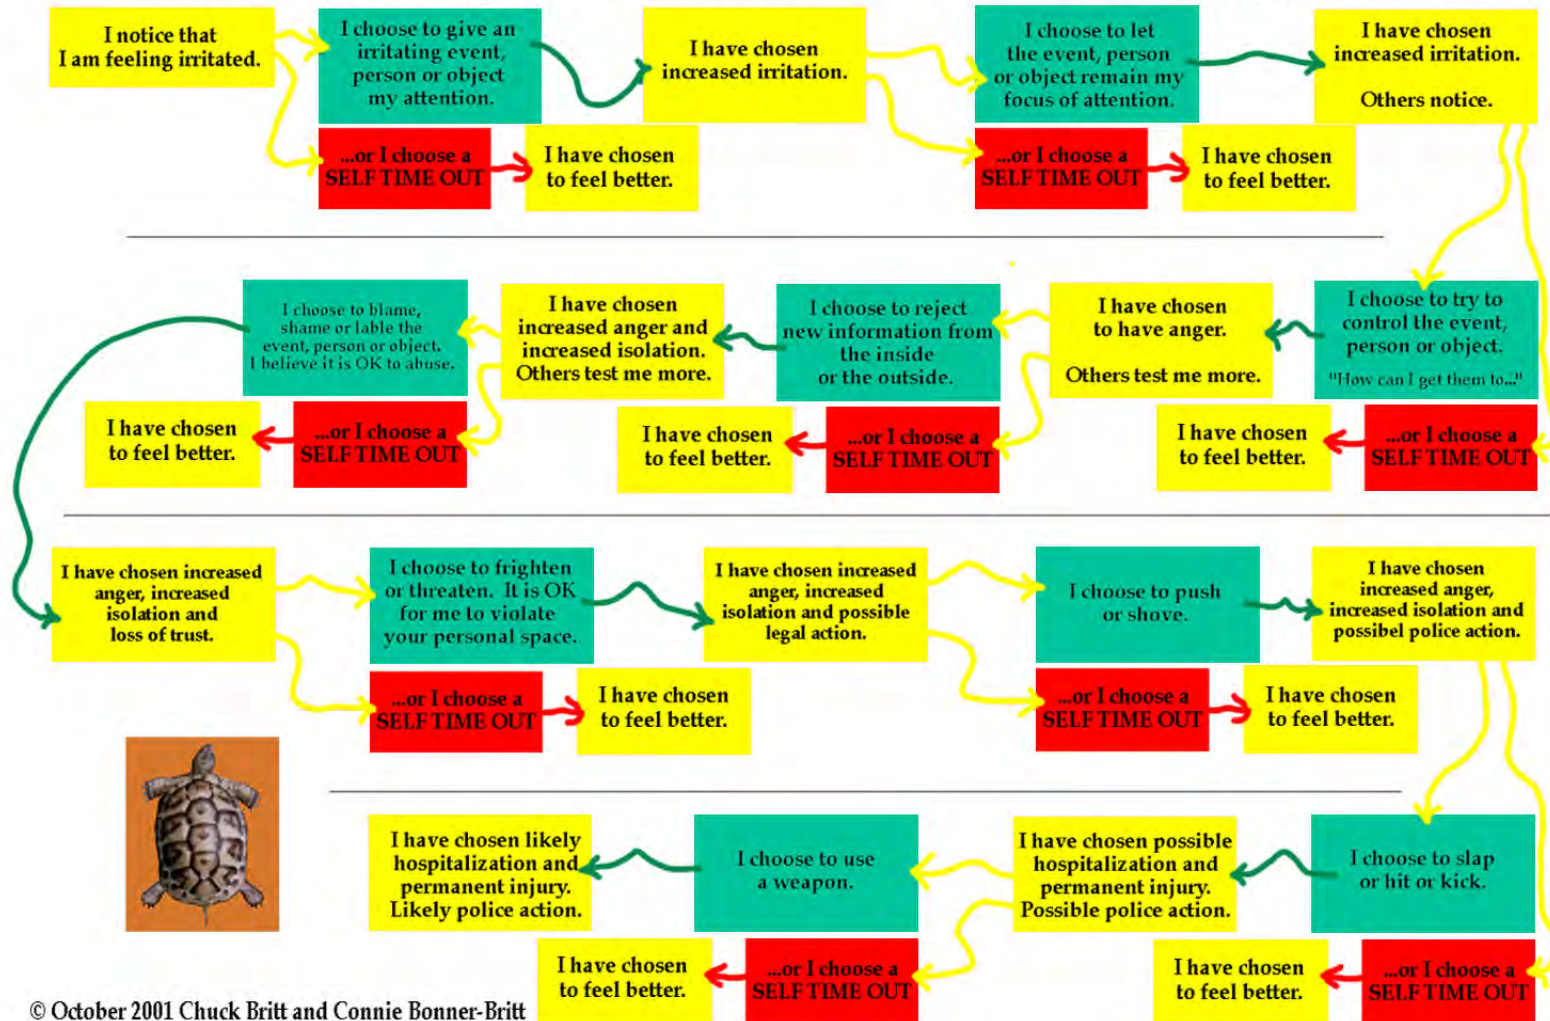 I notice that
I am feeling irritated.
I choose to give an
irritating event,
person or object
my attention.
...or I choose a
SELF TIME OUT
I have chosen
to feel better.
I have chosen
increased irritation.
I choose to let
the event, person
or object remain my
focus of attention.
...or I choose a
SELF TIME OUT
I have chosen
to feel better.
I have chosen
increased irritation.
Others notice.
I choose to try to
control the event,
person or object.
"How can I get them to..."
...or I choose a
SELF TIME OUT
I have chosen
to feel better.
I have chosen
to have anger.
Others test me more.
I choose to reject
new information from
the inside
or the outside.
...or I choose a
SELF TIME OUT
I have chosen
to feel better.
I have chosen
increased anger and
increased isolation.
Others test me more.
I choose to blame,
shame or lable the
event, person or object.
I believe it is OK to abuse.
...or I choose a
SELF TIME OUT
I have chosen
to feel better.
I have chosen increased
anger, increased
isolation and
loss of trust.
I choose to frighten
or threaten. It is OK
for me to violate
your personal space.
...or I choose a
SELF TIME OUT
I have chosen
to feel better.
I have chosen increased
anger, increased
isolation and possible
legal action.
I choose to push
or shove.
...or I choose a
SELF TIME OUT
I have chosen
to feel better.
I have chosen
increased anger,
increased isolation and
possibel police action.
I choose to slap
or hit or kick.
...or I choose a
SELF TIME OUT
I have chosen
to feel better.
I have chosen possible
hospitalization and
permanent injury.
Possible police action.
I choose to use
a weapon.
...or I choose a
SELF TIME OUT
I have chosen
to feel better.
I have chosen likely
hospitalization and
permanent injury.
Likely police action.
© October 2001 Chuck Britt and Connie Bonner-Britt